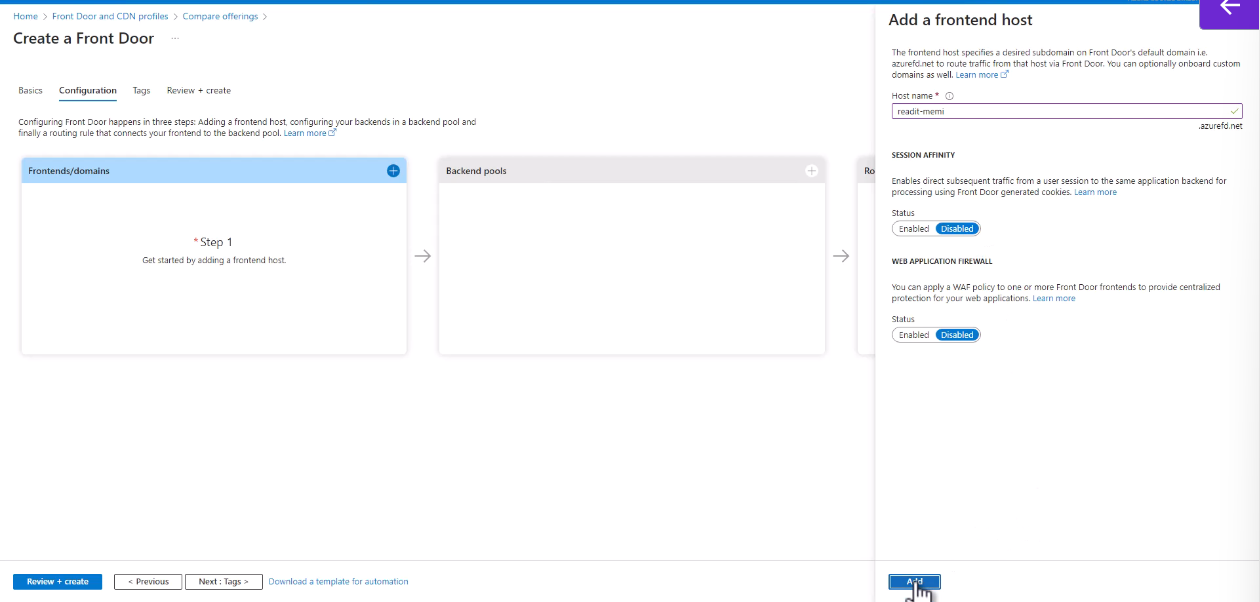 Home > Front Door and CDN profiles > Compare offerings >
Create a Front Door ...
Basics Configuration Tags Review + create
Configuring Front Door happens in three steps: Adding a frontend host, configuring your backends in a backend pool and
finally a routing rule that connects your frontend to the backend pool. Learn more
Frontends/domains
* Step 1
Get started by adding a frontend host.
Backend pools
Ro
Review + create
< Previous
Next : Tags >
Download a template for automation
Add a frontend host
The frontend host specifies a desired subdomain on Front Door's default domain i.e.
azurefd.net to route traffic from that host via Front Door. You can optionally onboard custom
domains as well. Learn more
Host name *
readit-memi
.azurefd.net
SESSION AFFINITY
Enables direct subsequent traffic from a user session to the same application backend for
processing using Front Door generated cookies. Learn more
Status
Enabled Disabled
WEB APPLICATION FIREWALL
You can apply a WAF policy to one or more Front Door frontends to provide centralized
protection for your web applications. Learn more
Status
Enabled Disabled
Add